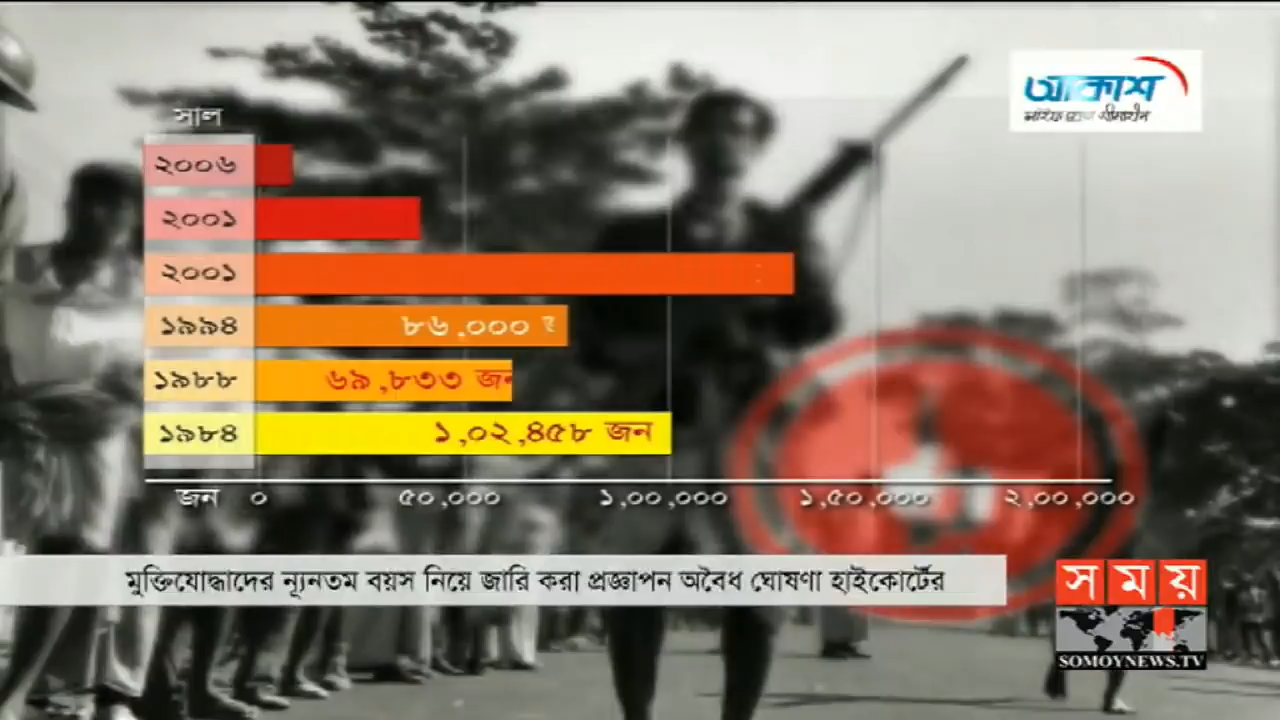 সাল
২০০৬
২০০১
২০০১
১৯৯৪ ৮৬,০০০
১৯৮৮ ৬৯,৮৩৩ জন
১৯৮৪ ১,০২,৪৫৮ জন
জন ০ ৫০,০০০ ১,০০,০০০ ১,৫০,০০০ ২,০০,০০০
আকাশ
মুক্তিযোদ্ধাদের ন্যূনতম বয়স নিয়ে জারি করা প্রজ্ঞাপন অবৈধ ঘোষণা হাইকোর্টের
সময়
SOMOYNEWS.TV